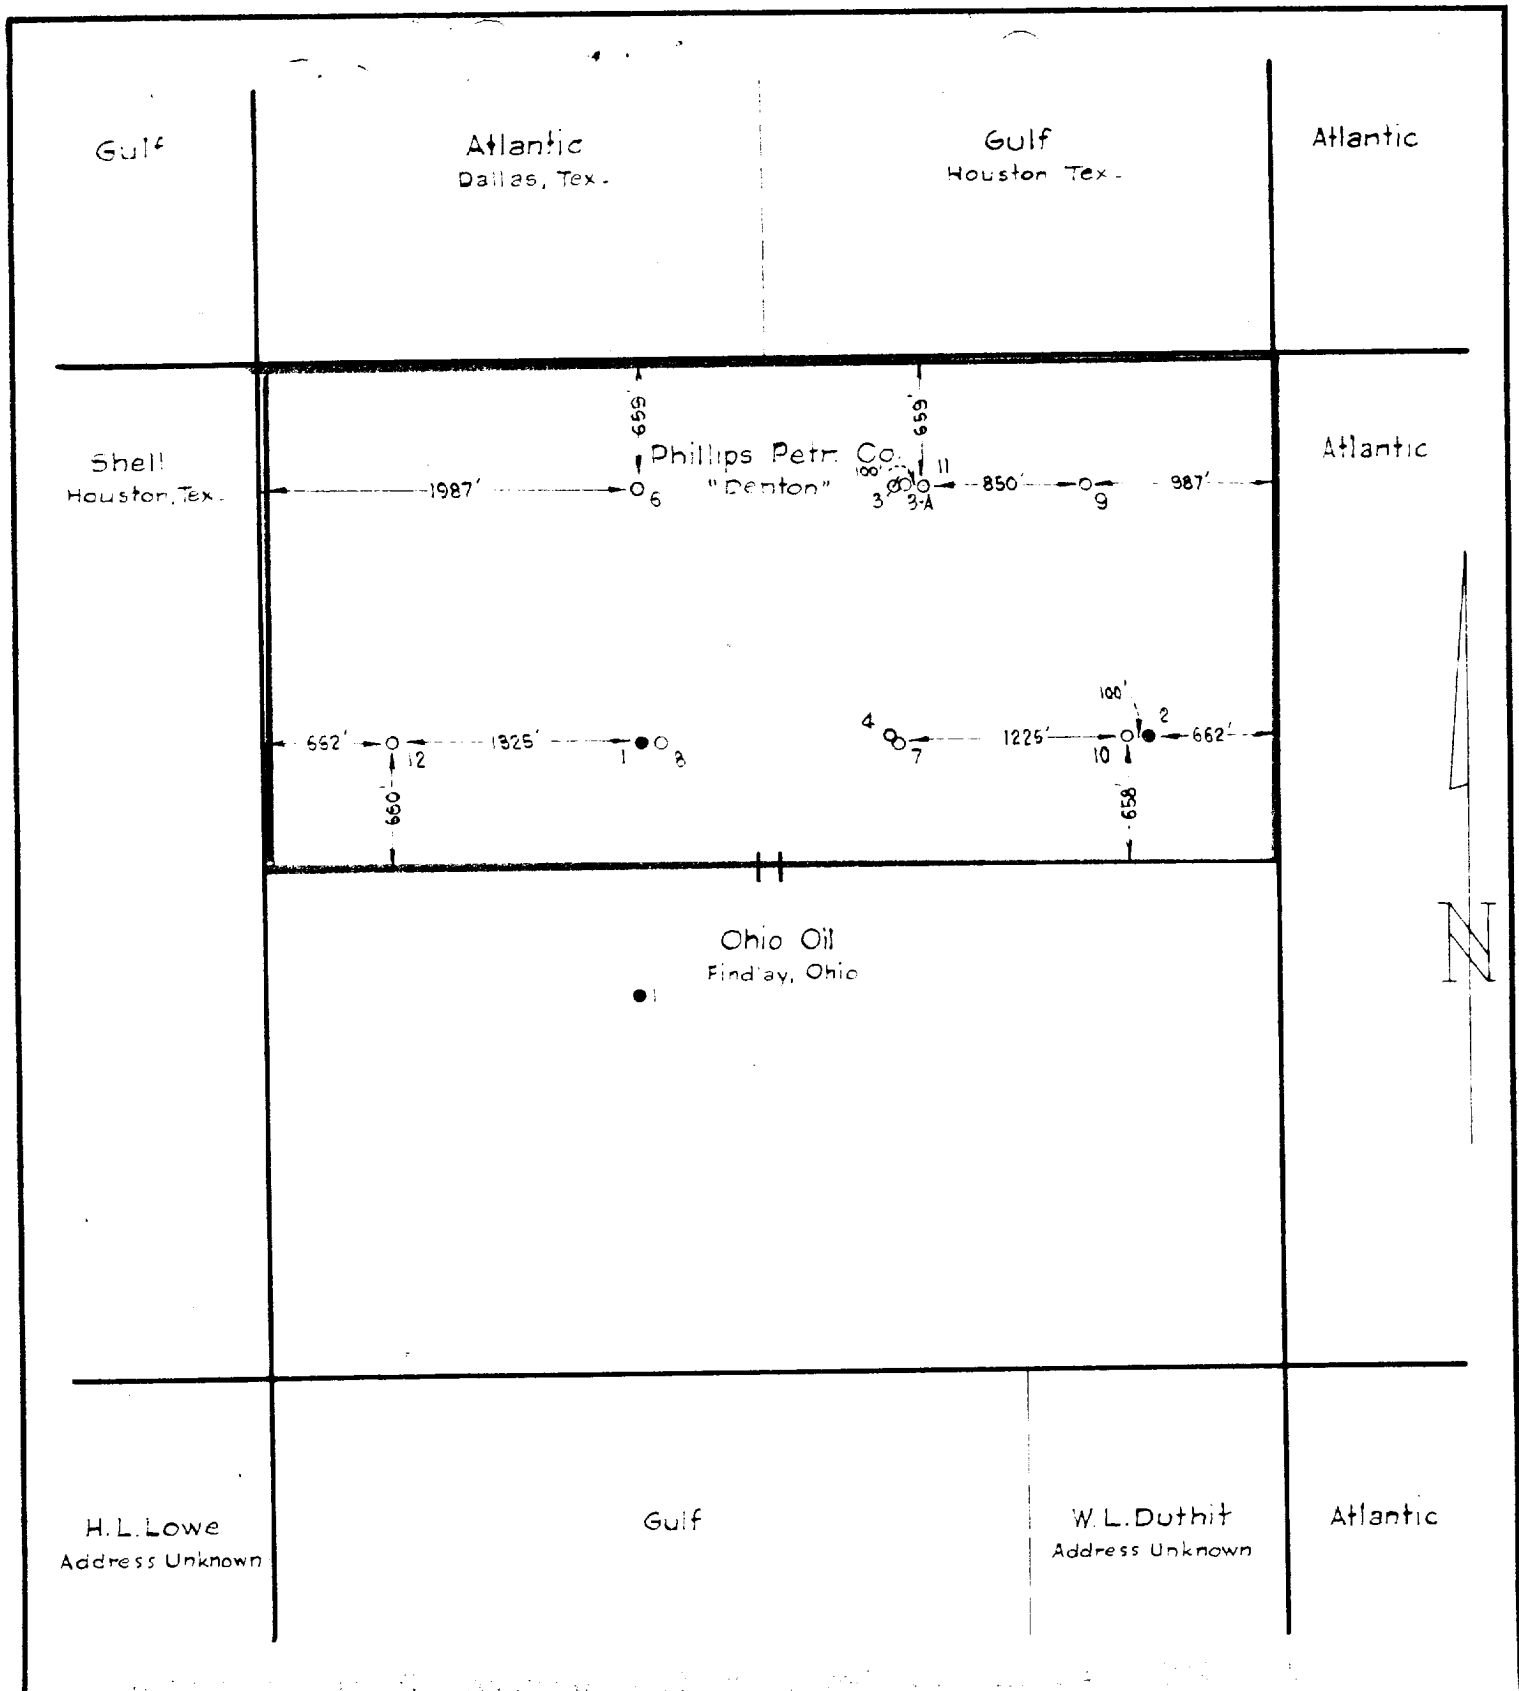 Gulf
Atlantic
Dallas, Tex.
Gulf
Houston Tex.
Atlantic
Shell
Houston, Tex.
Phillips Petr. Co.
"Denton"
Atlantic
659'
659'
1987'
6
100'
3
3-A
11
850'
9
987'
662'
12
1325'
1
8
4
7
1225'
10
100'
2
662'
660'
658'
Ohio Oil
Findlay, Ohio
1
N
H.L.Lowe
Address Unknown
Gulf
W.L.Duthit
Address Unknown
Atlantic